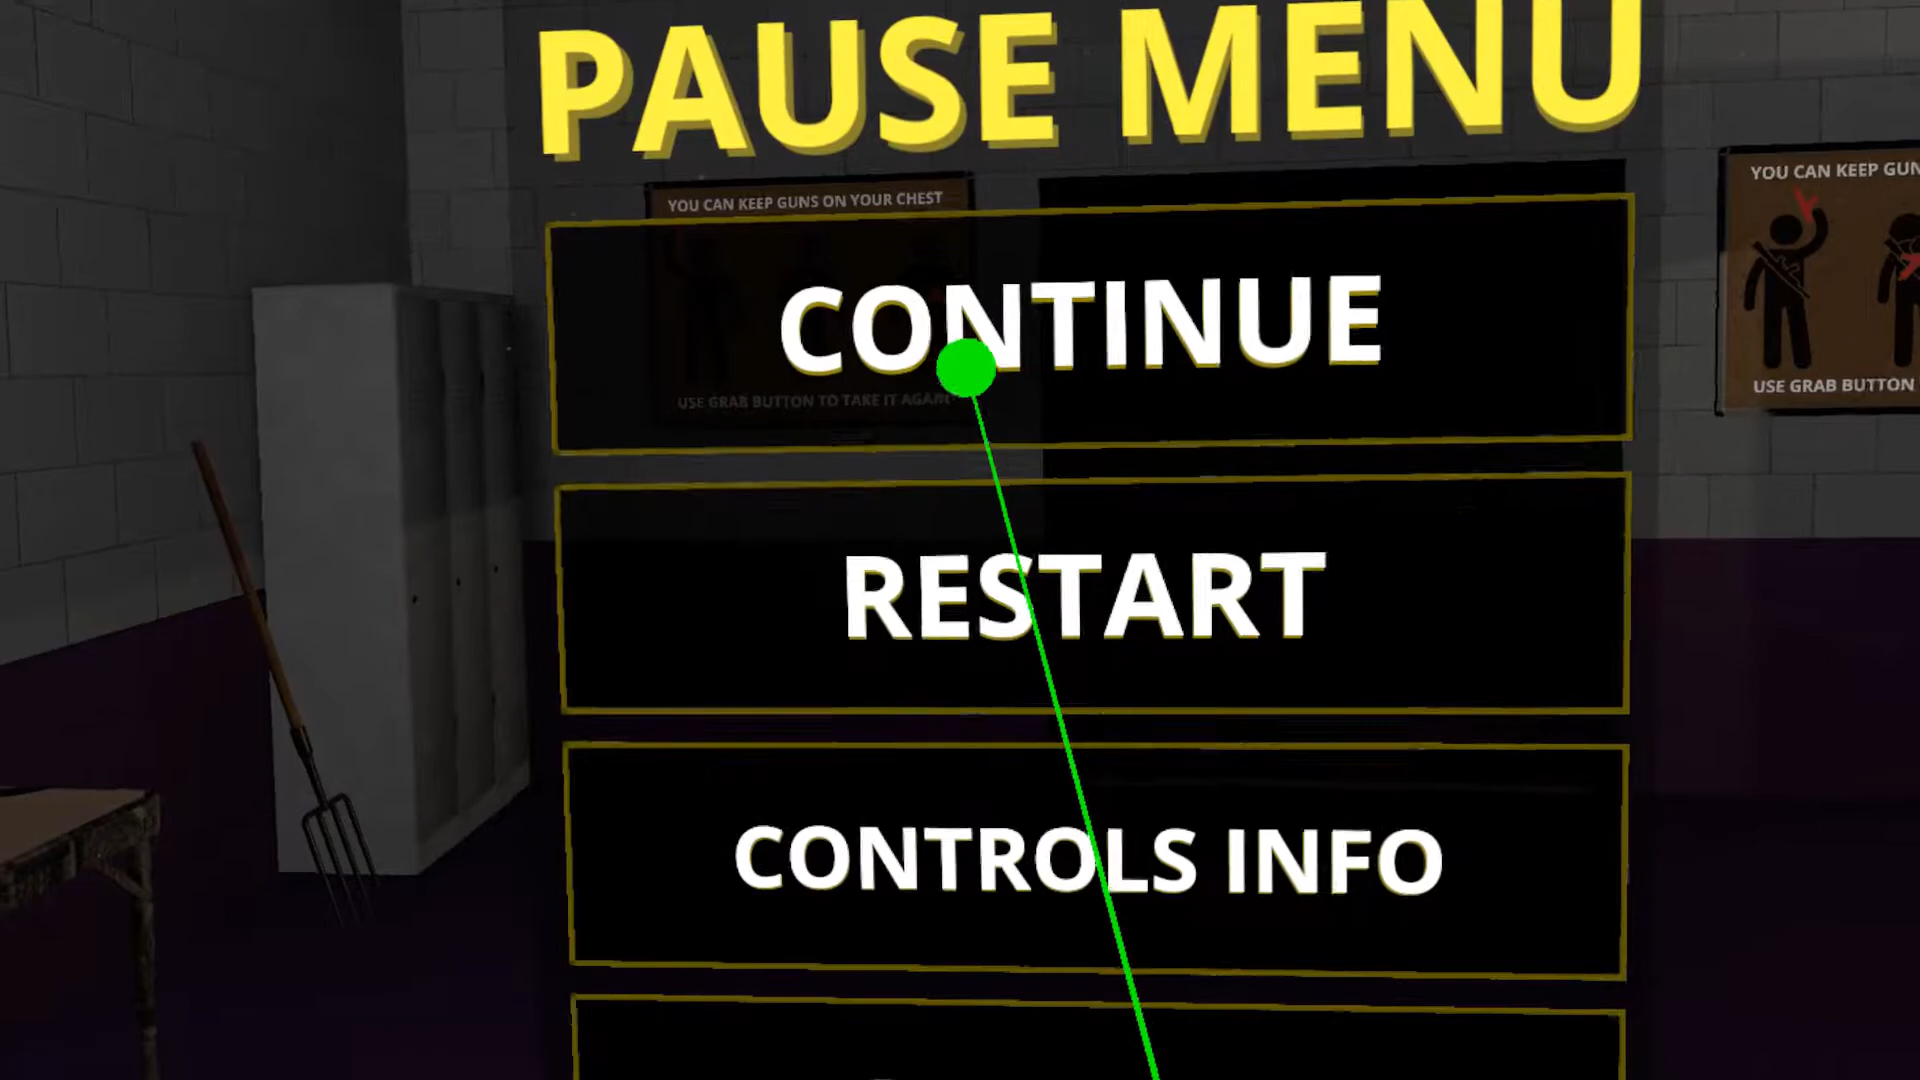 PAUSE MENU
YOU CAN KEEP GUNS ON YOUR CHEST
YOU CAN KEEP GUN
CONTINUE
USE GRAB BUTTON TO TAKE IT AGAIN
USE GRAB BUTTON
RESTART
CONTROLS INFO